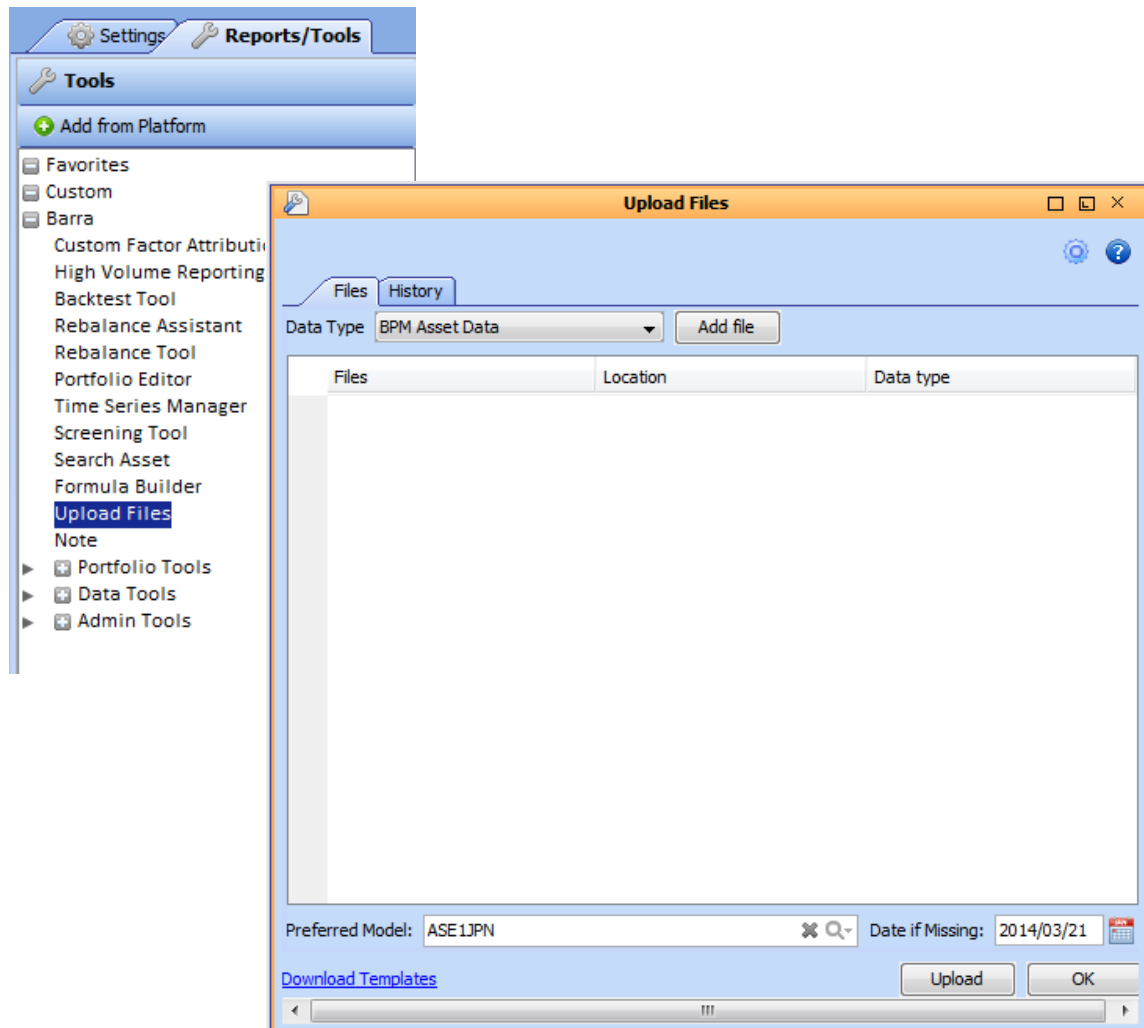 Settings
Reports/Tools
Tools
Add from Platform
Favorites
Custom
Barra
Custom Factor Attributi
High Volume Reporting
Backtest Tool
Rebalance Assistant
Rebalance Tool
Portfolio Editor
Time Series Manager
Screening Tool
Search Asset
Formula Builder
Upload Files
Note
Portfolio Tools
Data Tools
Admin Tools
Upload Files
Files History
Data Type BPM Asset Data Add file
Files Location Data type
Preferred Model: ASE1JPN Date if Missing: 2014/03/21
Download Templates Upload OK